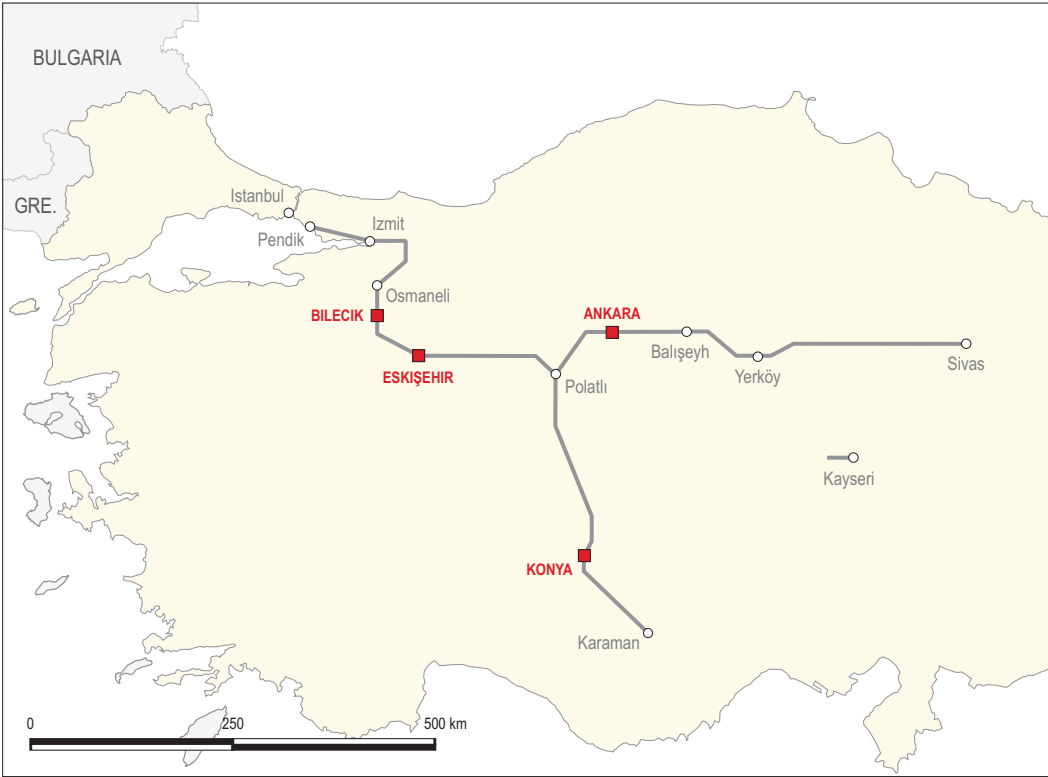 BULGARIA
GRE.
Istanbul
Pendik
Izmit
Osmaneli
BILECIK
ESKIŞEHIR
ANKARA
Balışeyh
Yerköy
Sivas
Polatlı
Kayseri
KONYA
Karaman
0 250 500 km